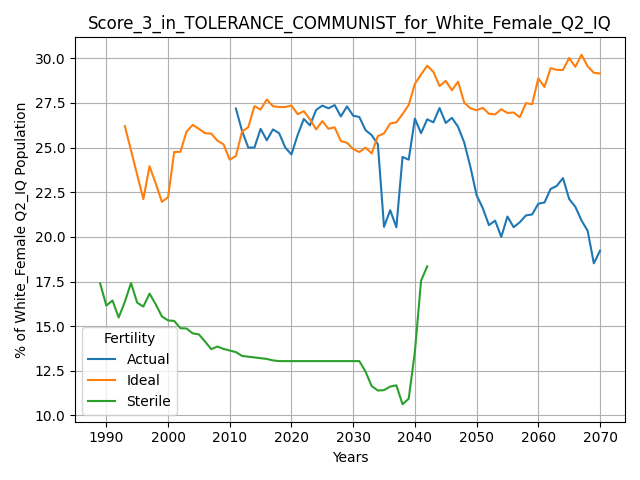 Score_3_in_TOLERANCE_COMMUNIST_for_White_Female_Q2_IQ
% of White_Female Q2_IQ Population
30.0
27.5
25.0
22.5
20.0
17.5
15.0
12.5
10.0
Fertility
Actual
Ideal
Sterile
1990 2000 2010 2020 2030 2040 2050 2060 2070
Years